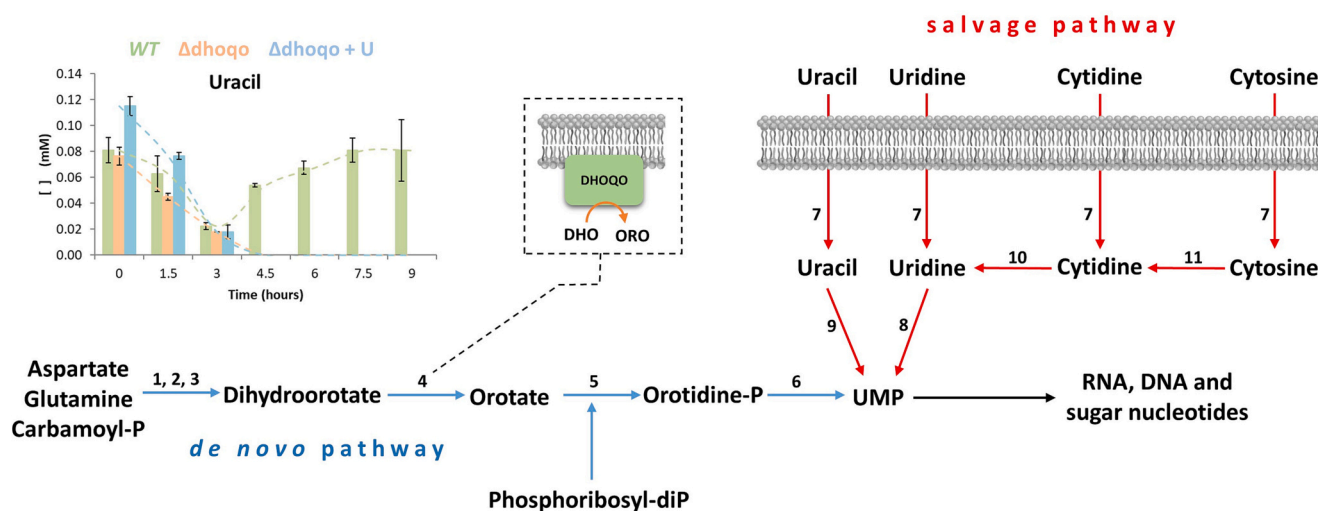 WT Δdhoqo Δdhoqo + U
Uracil
0.14
0.12
0.10
0.08
0.06
0.04
0.02
0.00
[ ] (mM)
0 1.5 3 4.5 6 7.5 9
Time (hours)
DHOQO
DHO ORO
salvage pathway
Uracil Uridine Cytidine Cytosine
7 7 7 7
Uracil Uridine 10 Cytidine 11 Cytosine
9 8
Aspartate
Glutamine
Carbamoyl-P
1, 2, 3
Dihydroorotate
4
Orotate
5
Orotidine-P
6
UMP
RNA, DNA and
sugar nucleotides
de novo pathway
Phosphoribosyl-diP